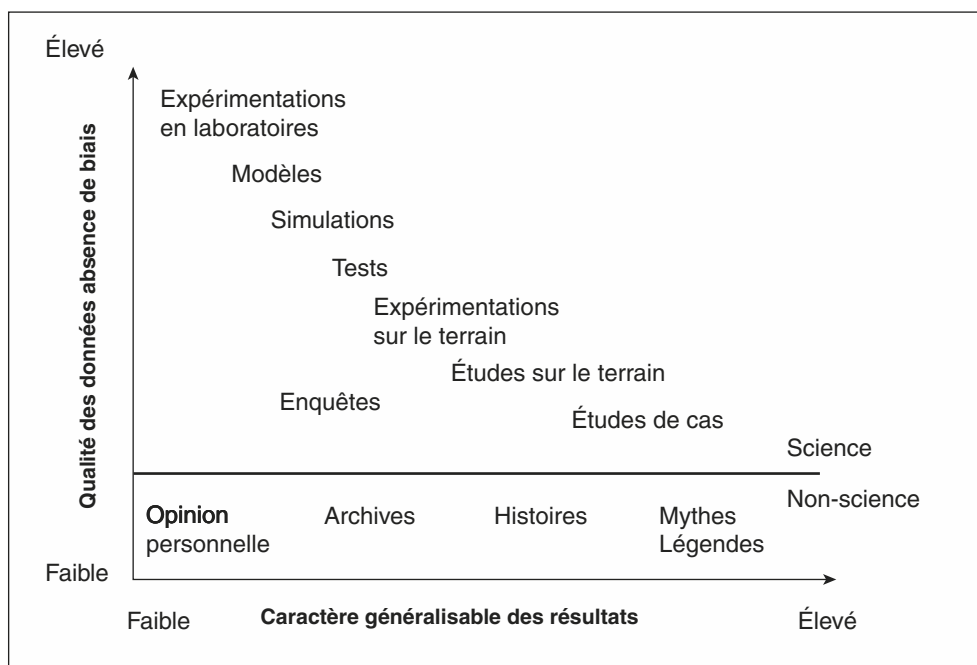 Élevé
Expérimentations
en laboratoires
Modèles
Simulations
Tests
Expérimentations
sur le terrain
Études sur le terrain
Enquêtes
Études de cas
Science
Non-science
Opinion
personnelle
Archives
Histoires
Mythes
Légendes
Qualité des données absence de biais
Faible
Faible
Caractère généralisable des résultats
Élevé